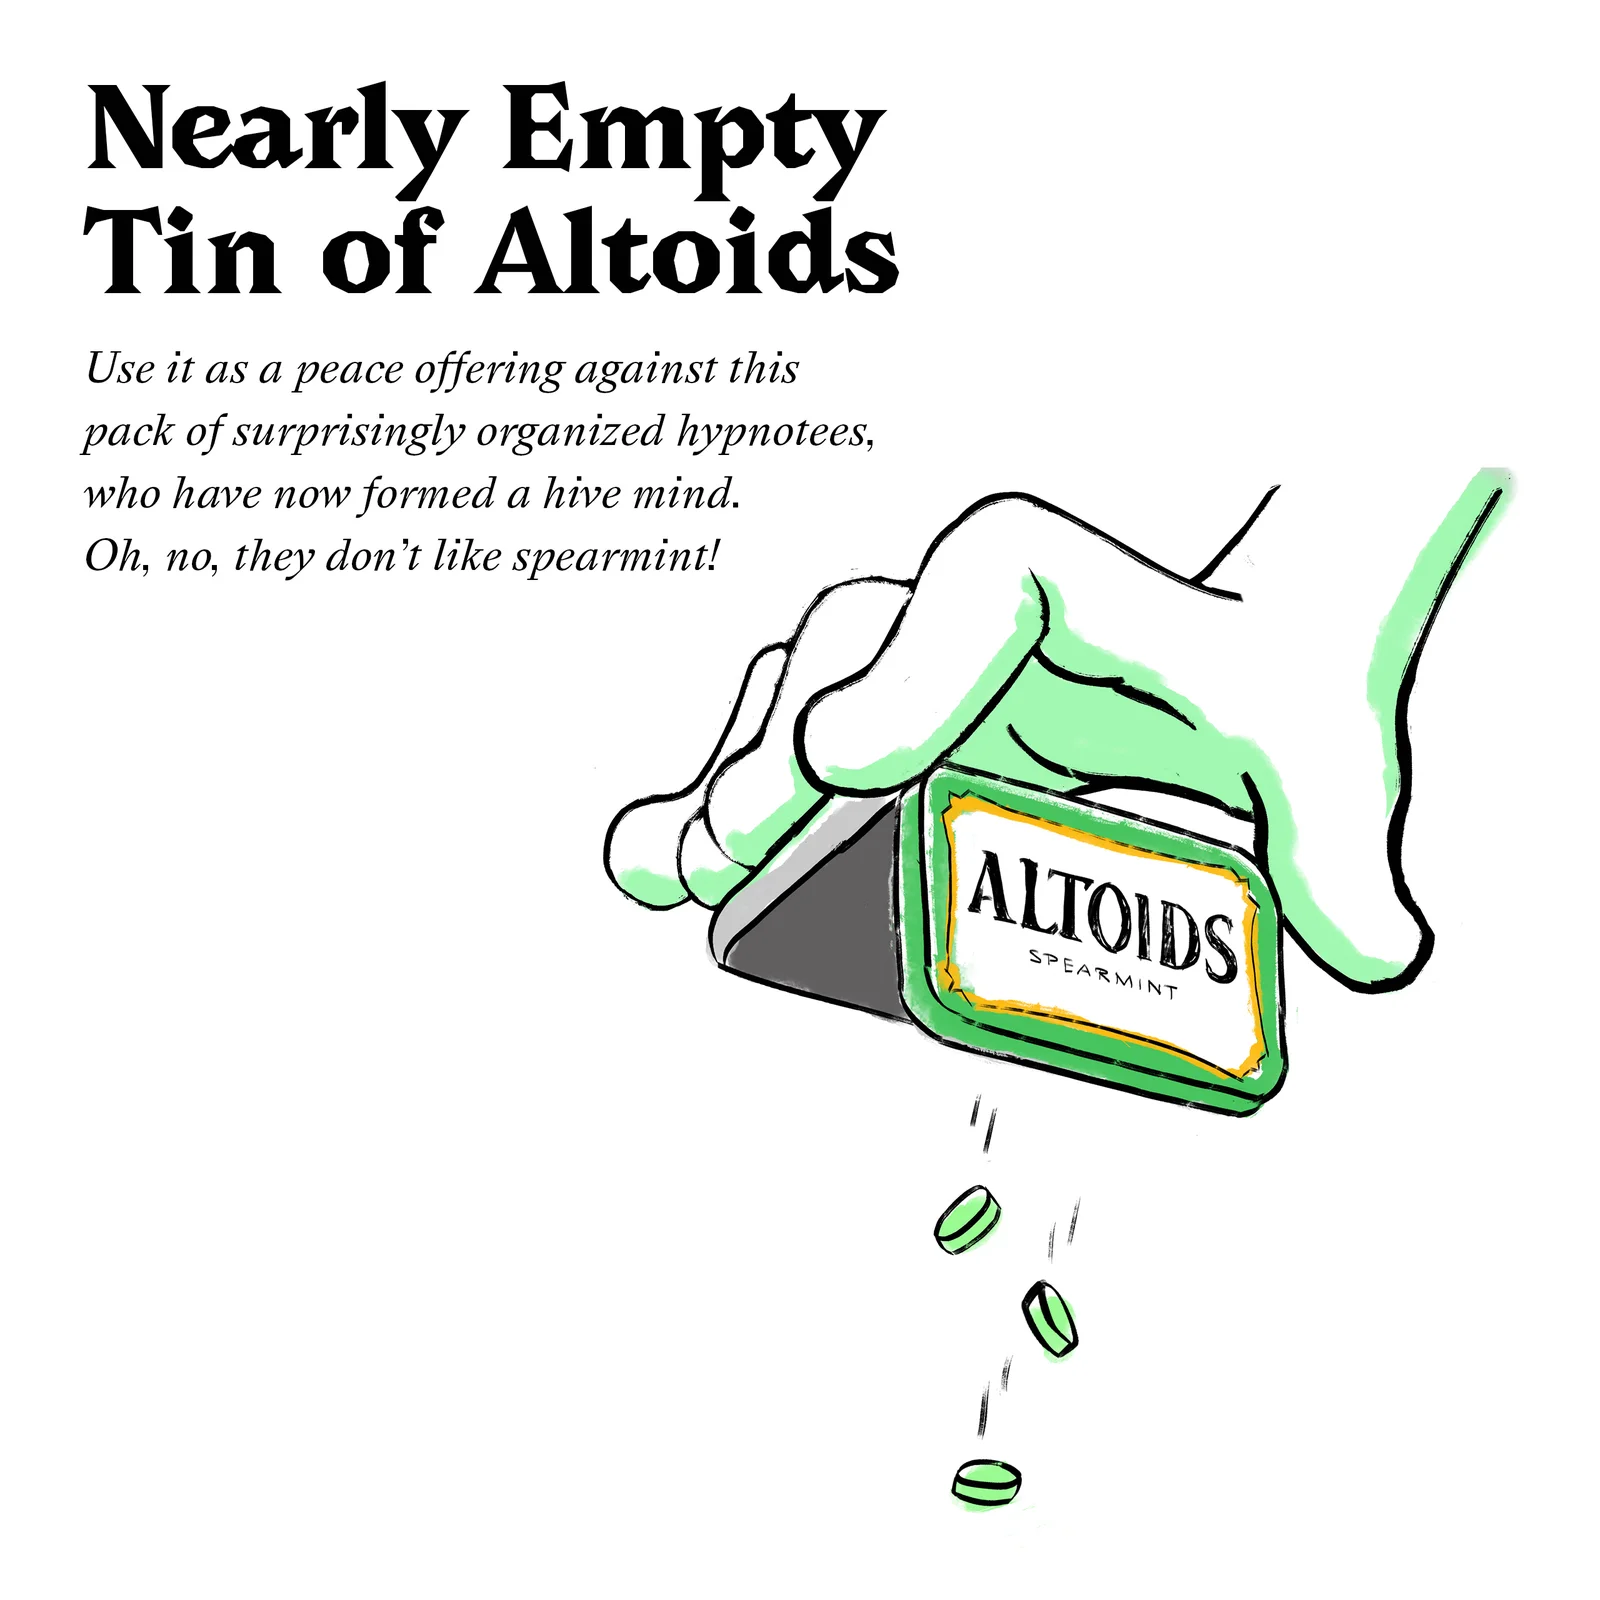 Nearly Empty
Tin of Altoids
Use it as a peace offering against this
pack of surprisingly organized hypnotees,
who have now formed a hive mind.
Oh, no, they don’t like spearmint!
ALTOIDS
SPEARMINT